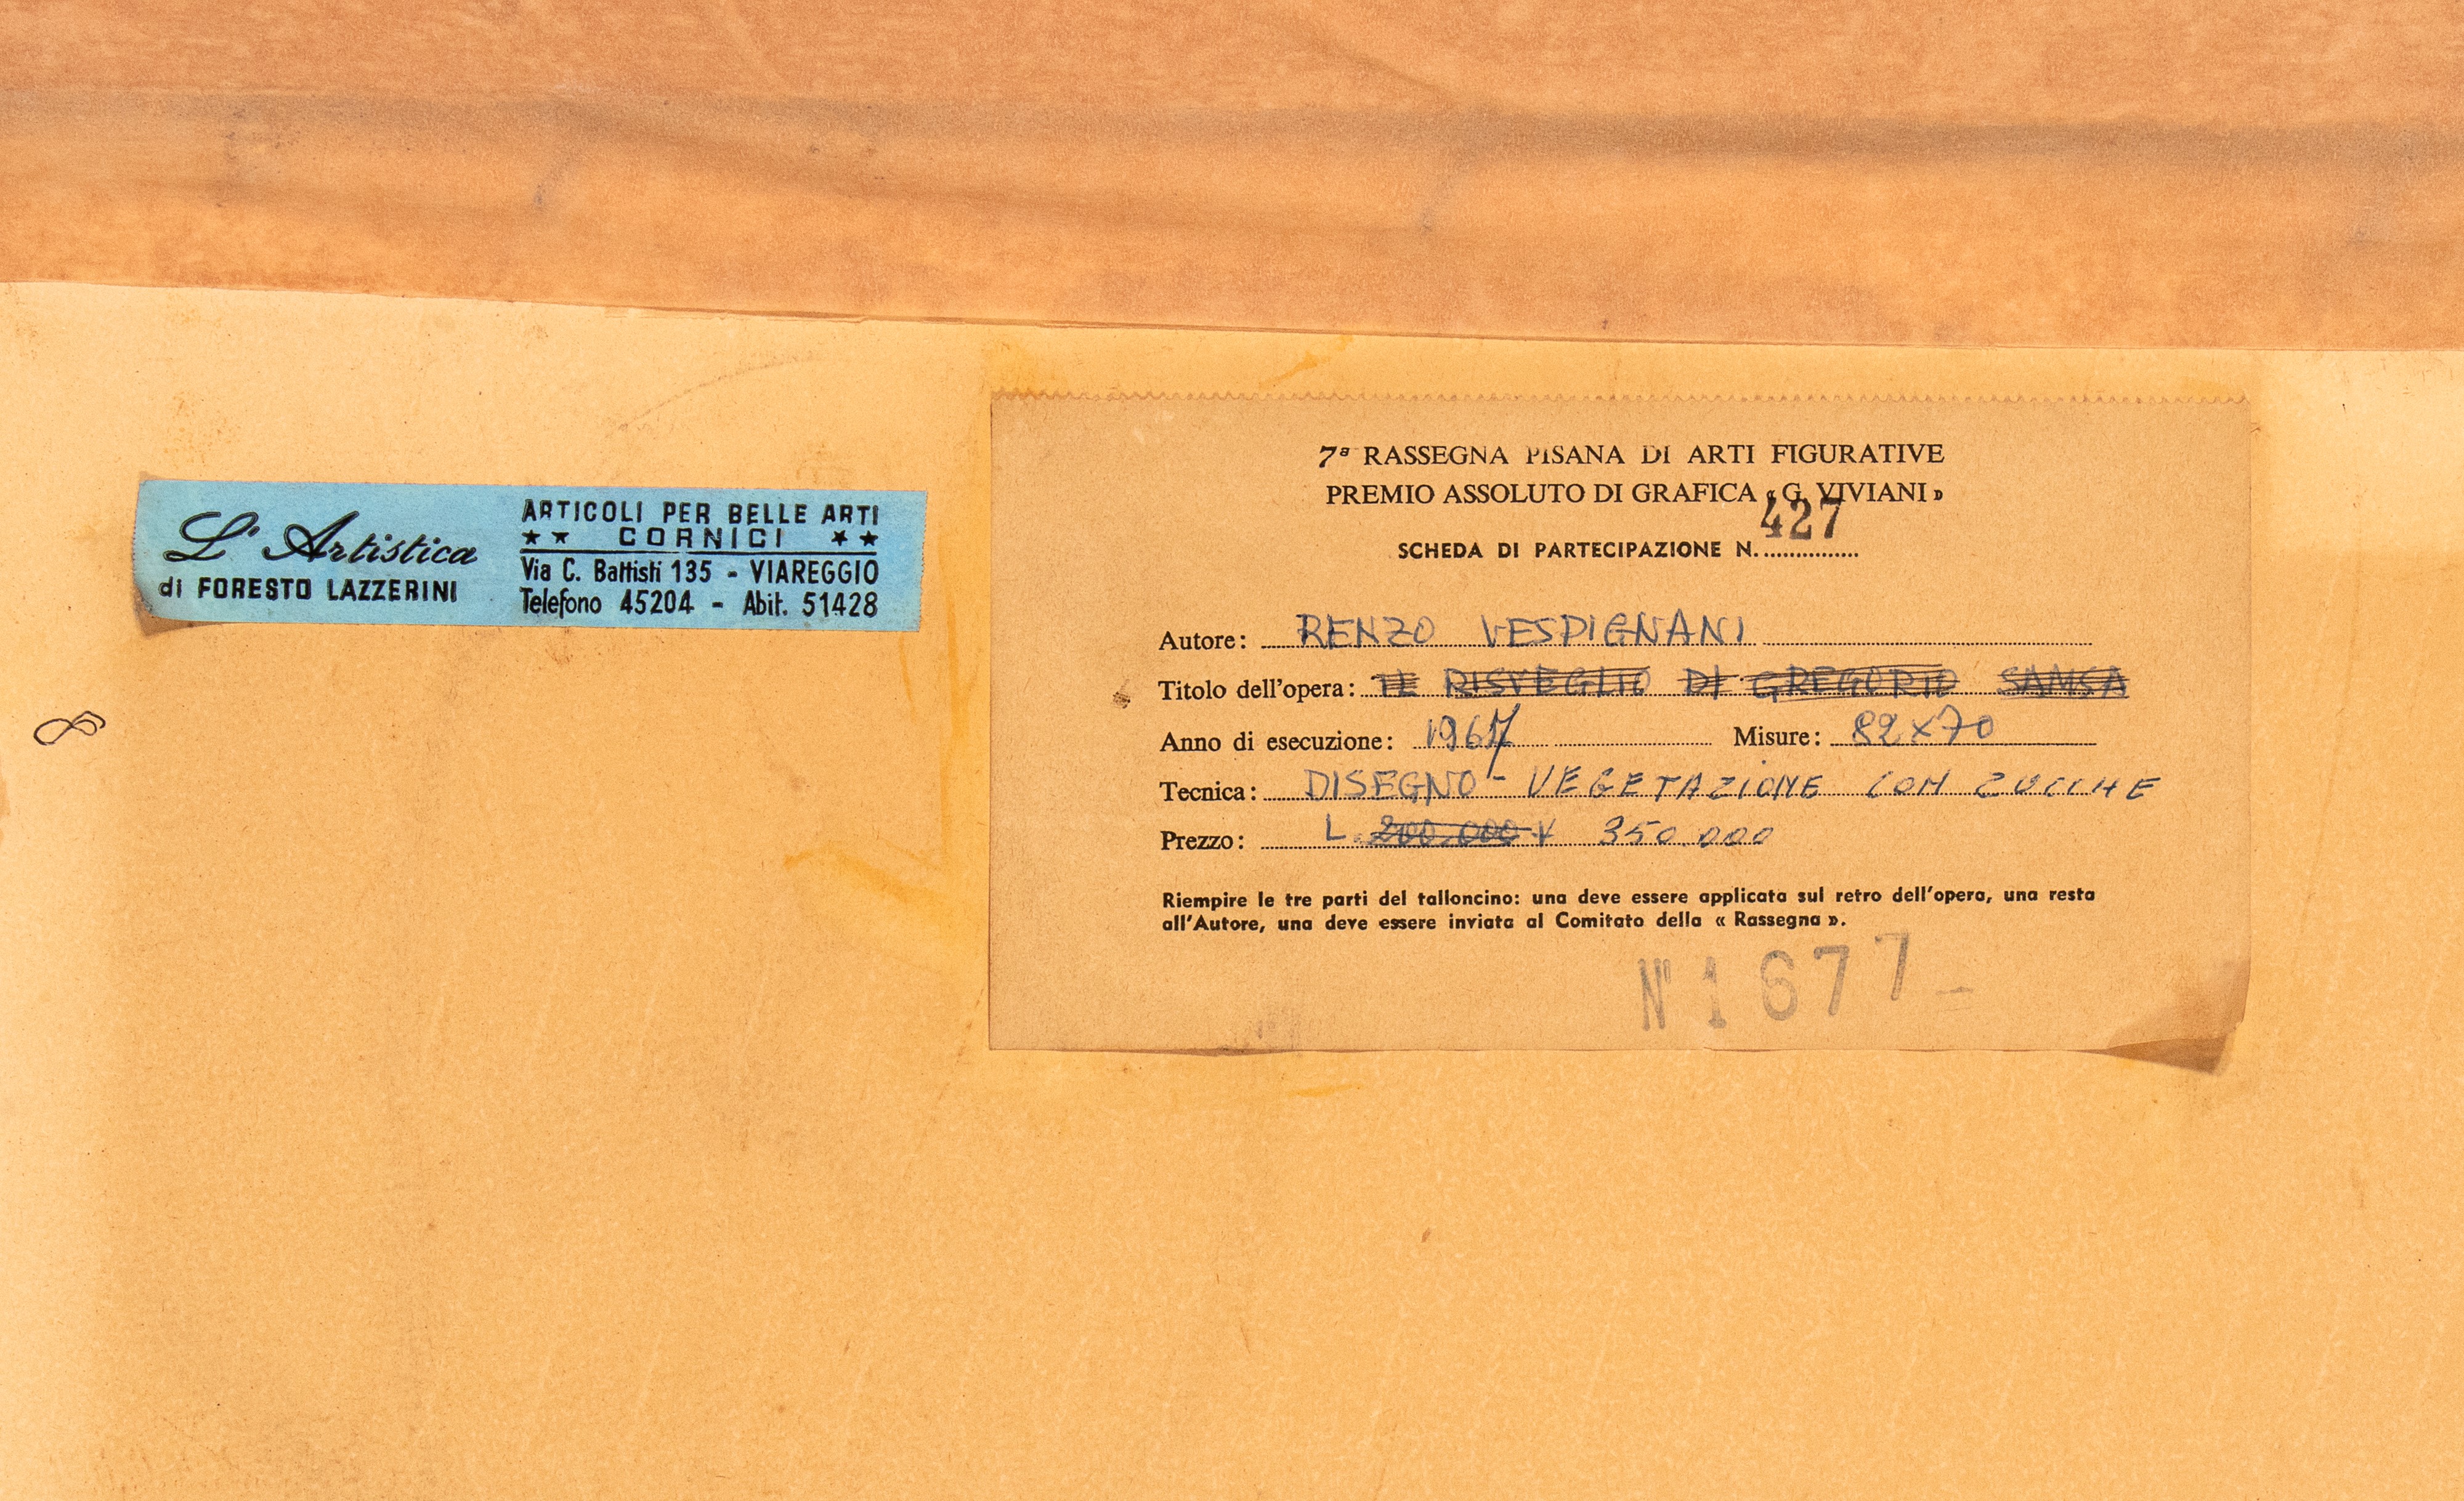 L'Artistica
di FORESTO LAZZERINI
ARTICOLI PER BELLE ARTI
★★ CORNICI ★★
Via C. Battisti 135 - VIAREGGIO
Telefono 45204 - Abit. 51428
8
7ª RASSEGNA PISANA DI ARTI FIGURATIVE
PREMIO ASSOLUTO DI GRAFICA « G. VIVIANI »
SCHEDA DI PARTECIPAZIONE N. 427
Autore: RENZO VESPIGNANI
Titolo dell'opera: IL RISVEGLIO DI GREGORIO SAMSA
Anno di esecuzione: 1967 Misure: 82x70
Tecnica: DISEGNO - VEGETAZIONE CON ZUCCHE
Prezzo: L. 200.000 350.000
Riempire le tre parti del talloncino: una deve essere applicata sul retro dell'opera, una resta
all'Autore, una deve essere inviata al Comitato della « Rassegna ».
N° 1677-